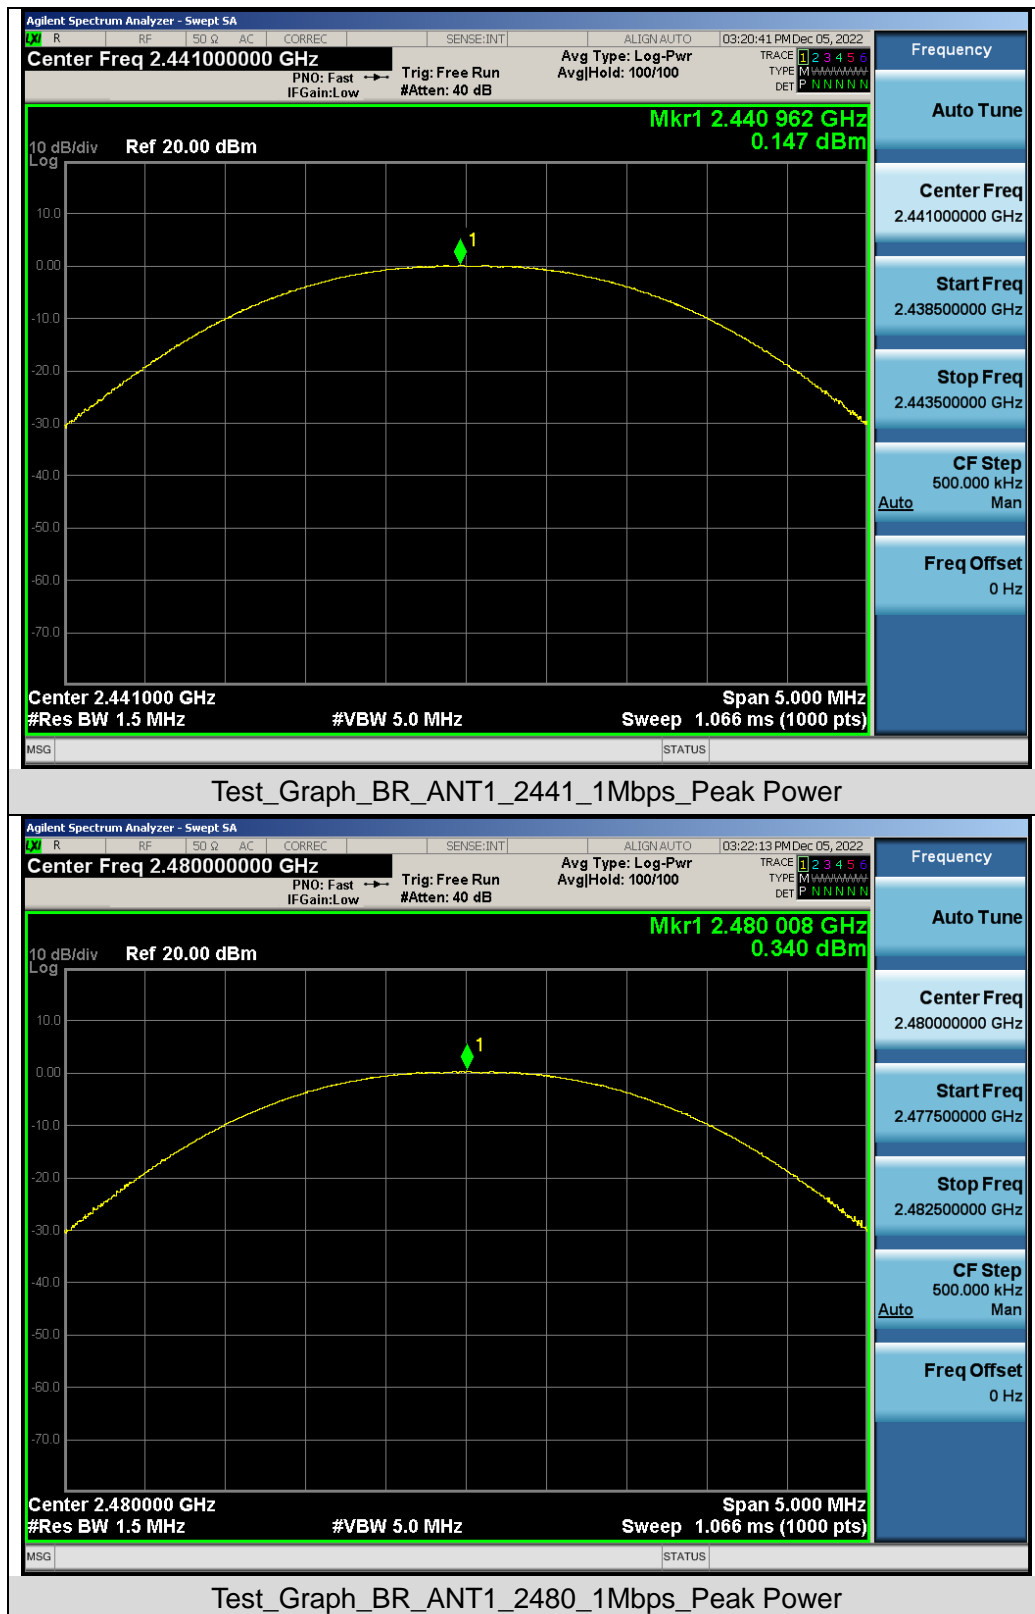 Agilent Spectrum Analyzer - Swept SA
LXI R RF 50 Ω AC CORREC SENSE:INT ALIGN AUTO 03:20:41 PM Dec 05, 2022
Center Freq 2.441000000 GHz
PNO: Fast
IFGain:Low
Trig: Free Run
#Atten: 40 dB
Avg Type: Log-Pwr
Avg|Hold: 100/100
TRACE 1 2 3 4 5 6
TYPE M WWWWW
DET P N N N N N
Frequency
Mkr1 2.440 962 GHz
0.147 dBm
10 dB/div Ref 20.00 dBm
Log
10.0
0.00
-10.0
-20.0
-30.0
-40.0
-50.0
-60.0
-70.0
1
Center 2.441000 GHz Span 5.000 MHz
#Res BW 1.5 MHz #VBW 5.0 MHz Sweep 1.066 ms (1000 pts)
Auto Tune
Center Freq
2.441000000 GHz
Start Freq
2.438500000 GHz
Stop Freq
2.443500000 GHz
CF Step
500.000 kHz
Auto Man
Freq Offset
0 Hz
MSG STATUS
Test_Graph_BR_ANT1_2441_1Mbps_Peak Power
Agilent Spectrum Analyzer - Swept SA
LXI R RF 50 Ω AC CORREC SENSE:INT ALIGN AUTO 03:22:13 PM Dec 05, 2022
Center Freq 2.480000000 GHz
PNO: Fast
IFGain:Low
Trig: Free Run
#Atten: 40 dB
Avg Type: Log-Pwr
Avg|Hold: 100/100
TRACE 1 2 3 4 5 6
TYPE M WWWWW
DET P N N N N N
Frequency
Mkr1 2.480 008 GHz
0.340 dBm
10 dB/div Ref 20.00 dBm
Log
10.0
0.00
-10.0
-20.0
-30.0
-40.0
-50.0
-60.0
-70.0
1
Center 2.480000 GHz Span 5.000 MHz
#Res BW 1.5 MHz #VBW 5.0 MHz Sweep 1.066 ms (1000 pts)
Auto Tune
Center Freq
2.480000000 GHz
Start Freq
2.477500000 GHz
Stop Freq
2.482500000 GHz
CF Step
500.000 kHz
Auto Man
Freq Offset
0 Hz
MSG STATUS
Test_Graph_BR_ANT1_2480_1Mbps_Peak Power